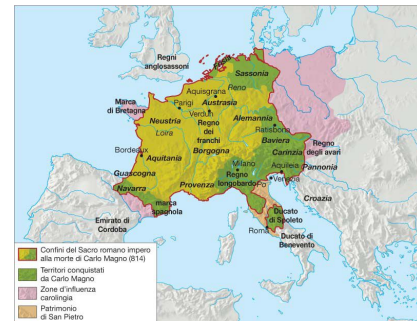 Regni
anglosassoni
Frisia
Sassonia
Reno
Aquisgrana
Austrasia
Marca
di Bretagna
Neustria
Parigi
Verdun
Loira
Regno
dei
franchi
Alemannia
Ratisbona
Baviera
Regno
degli avari
Borgogna
Carinzia
Pannonia
Bordeaux
Aquitania
Milano
Aquileia
Venezia
Po
Regno
longobardo
Guascogna
Provenza
Croazia
Navarra
marca
spagnola
Emirato di
Cordoba
Ducato
di Spoleto
Roma
Ducato di
Benevento
Confini del Sacro romano impero
alla morte di Carlo Magno (814)
Territori conquistati
da Carlo Magno
Zone d'influenza
carolingia
Patrimonio
di San Pietro